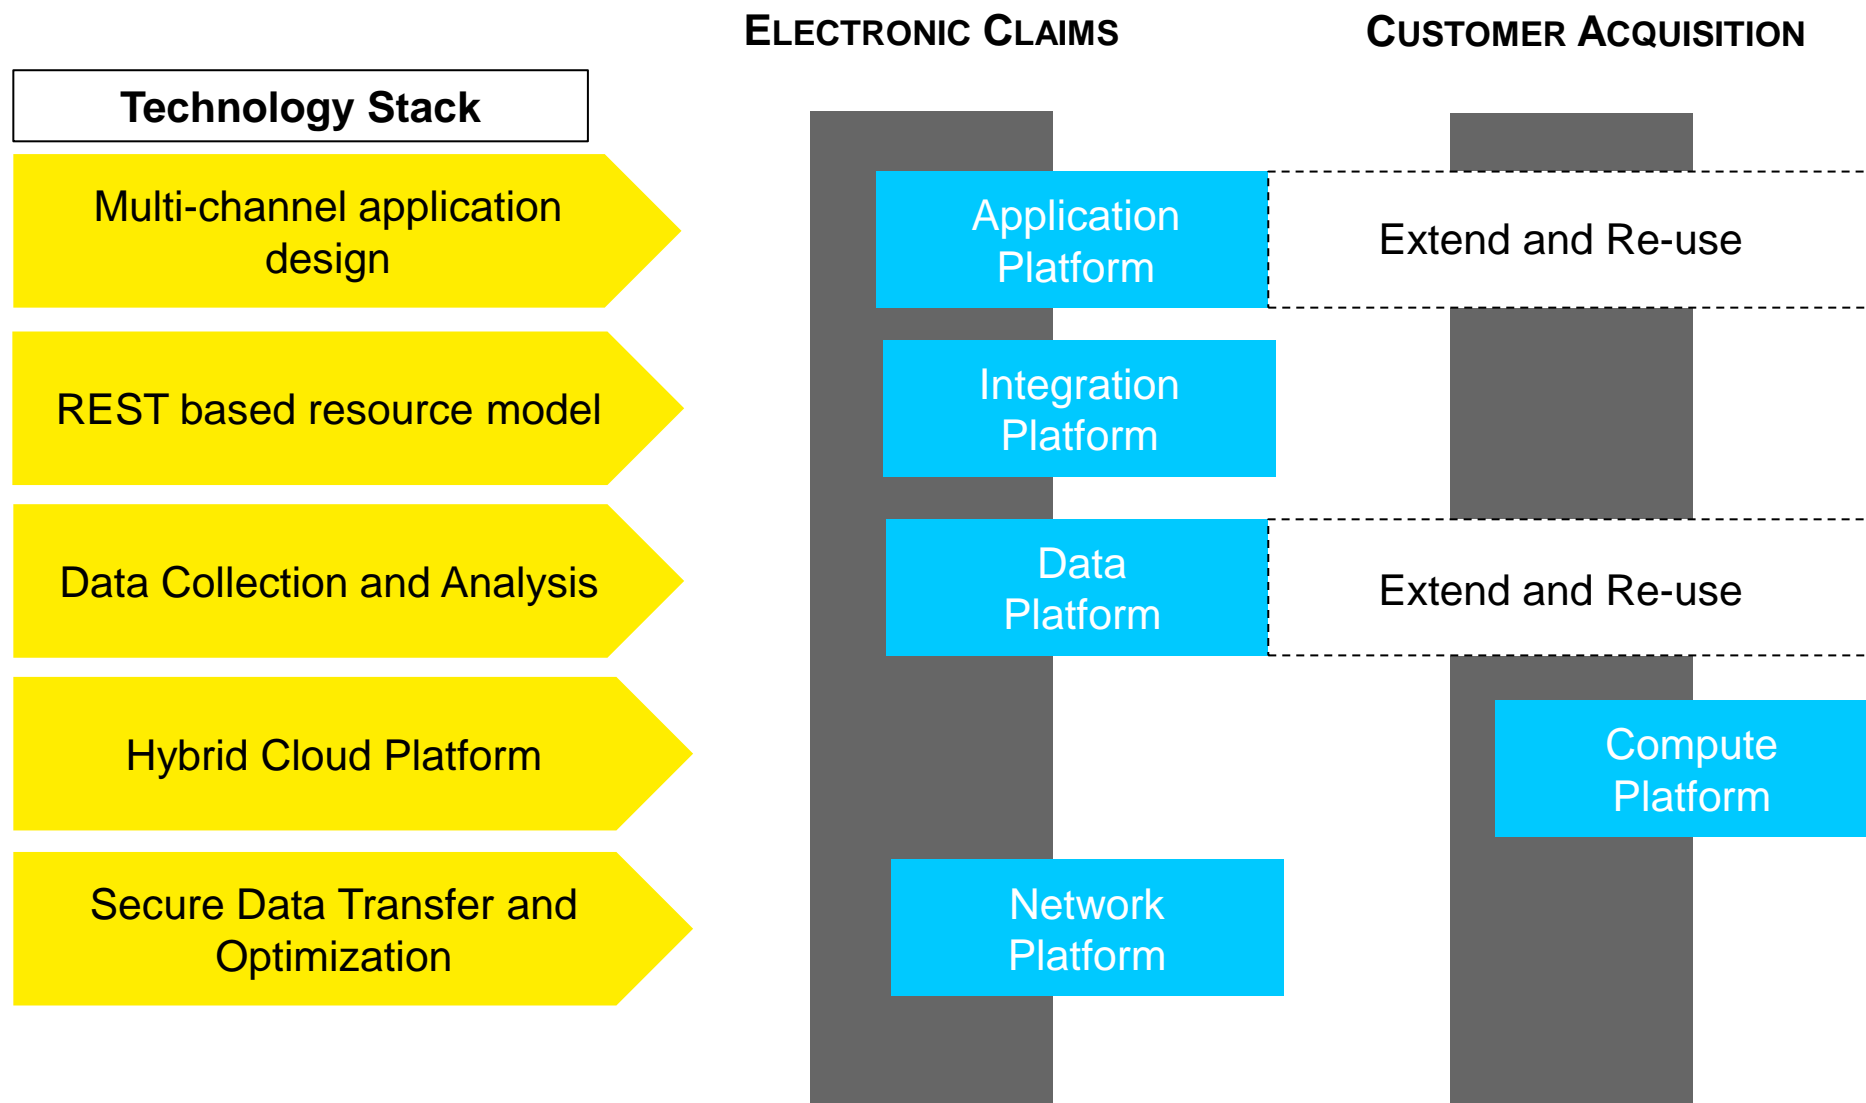 ELECTRONIC CLAIMS
CUSTOMER ACQUISITION
Technology Stack
Multi-channel application
design
Application
Platform
Extend and Re-use
REST based resource model
Integration
Platform
Data Collection and Analysis
Data
Platform
Extend and Re-use
Hybrid Cloud Platform
Compute
Platform
Secure Data Transfer and
Optimization
Network
Platform